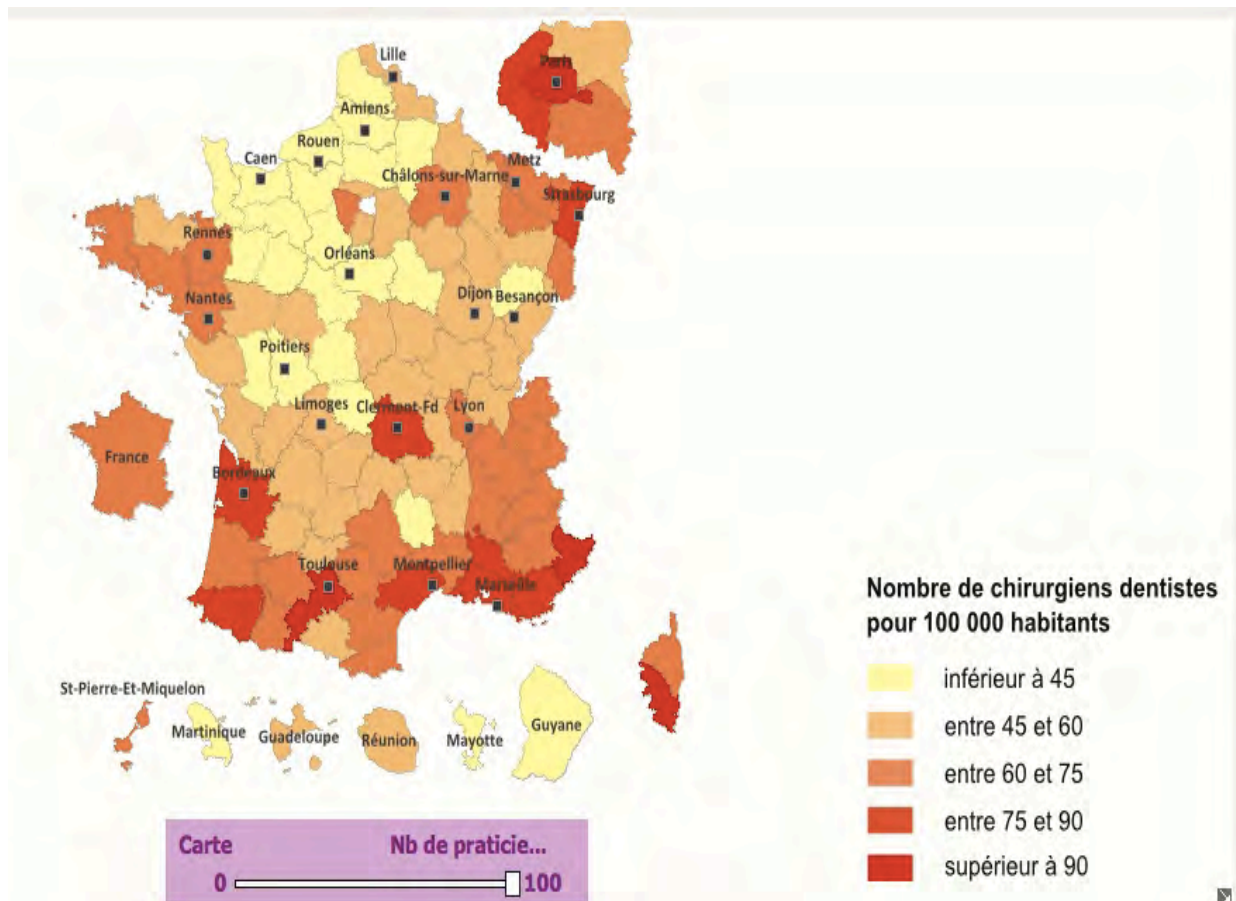 Lille
Paris
Amiens
Rouen
Caen
Metz
Châlons-sur-Marne
Strasbourg
Rennes
Orléans
Nantes
Dijon
Besançon
Poitiers
Limoges
Clermont-Fd
Lyon
France
Bordeaux
Toulouse
Montpellier
Marseille
Nombre de chirurgiens dentistes
pour 100 000 habitants
inférieur à 45
entre 45 et 60
entre 60 et 75
entre 75 et 90
supérieur à 90
St-Pierre-Et-Miquelon
Martinique
Guadeloupe
Réunion
Mayotte
Guyane
Carte
Nb de praticie...
0
100